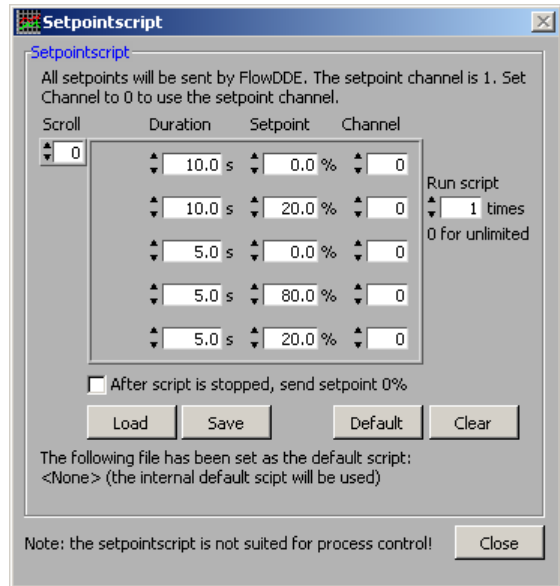 Setpointscript
Setpointscript
All setpoints will be sent by FlowDDE. The setpoint channel is 1. Set
Channel to 0 to use the setpoint channel.
Scroll Duration Setpoint Channel
0 10.0 s 0.0 % 0
Run script
10.0 s 20.0 % 0 1 times
0 for unlimited
5.0 s 0.0 % 0
5.0 s 80.0 % 0
5.0 s 20.0 % 0
After script is stopped, send setpoint 0%
Load Save Default Clear
The following file has been set as the default script:
<None> (the internal default scipt will be used)
Note: the setpointscript is not suited for process control! Close